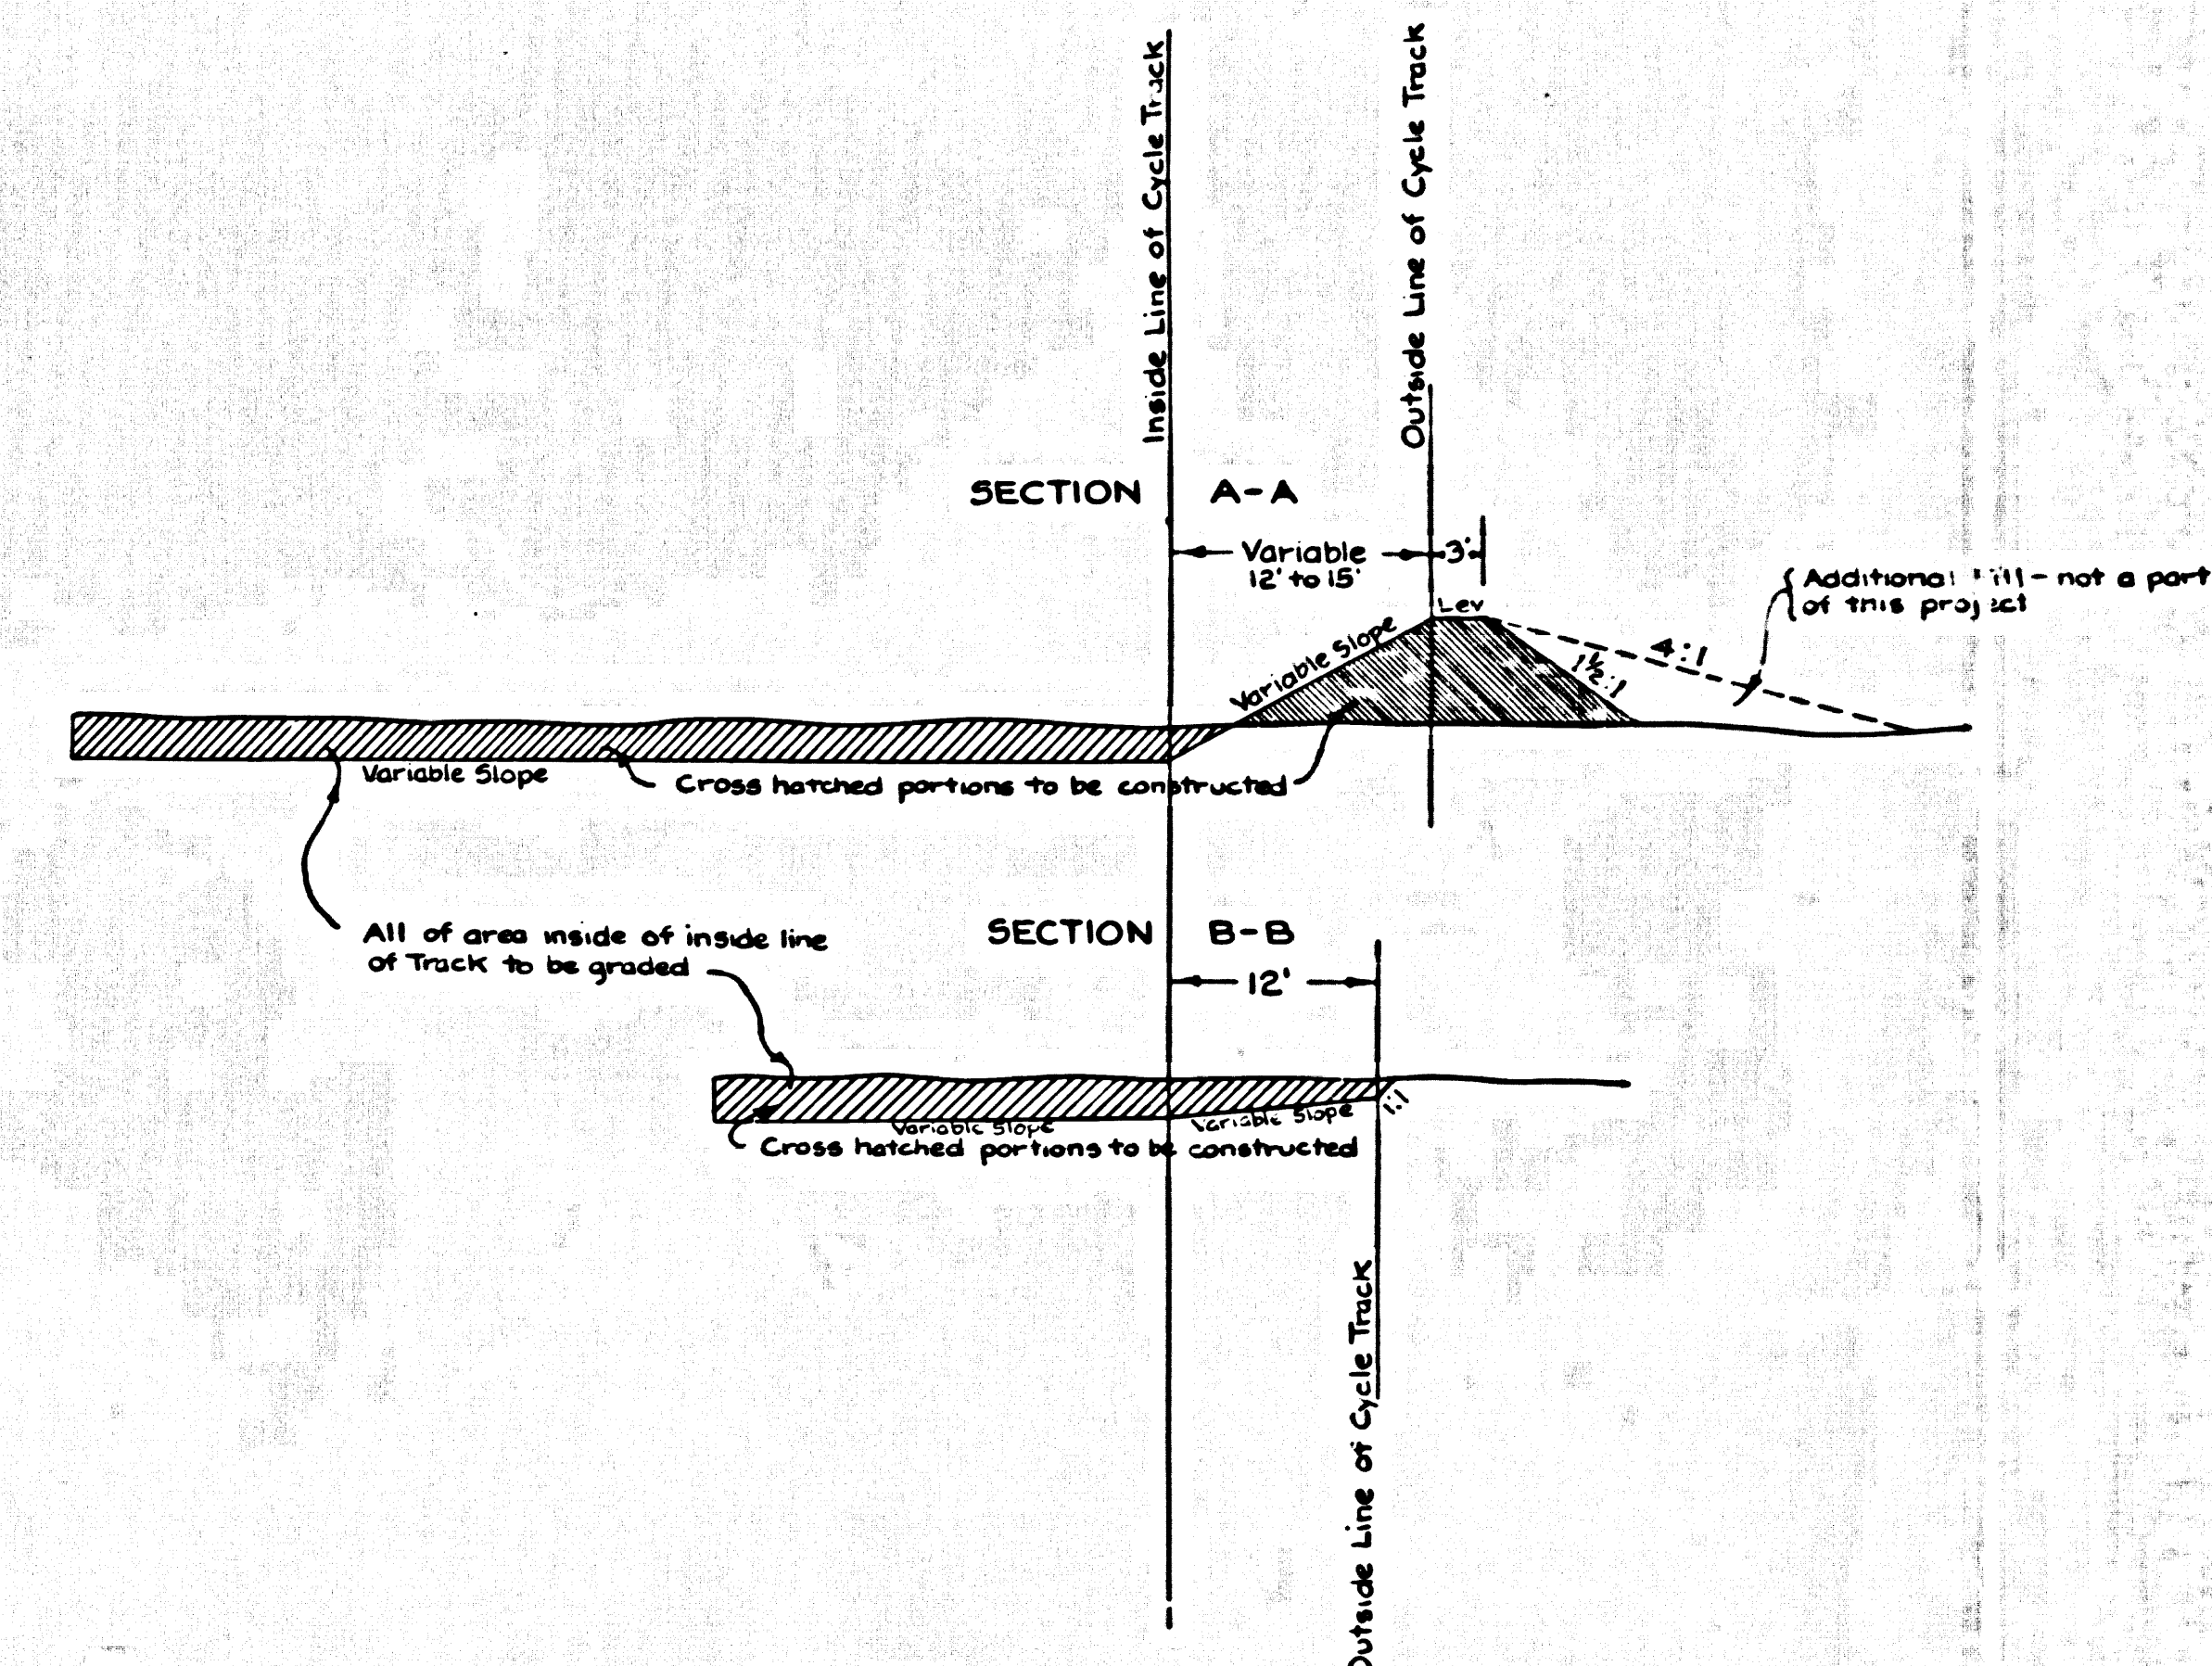 Inside Line of Cycle Track
Outside Line of Cycle Track
SECTION A-A
Variable
12' to 15'
3'
Lev
Additional Fill - not a part
of this project
Variable Slope
4:1
1½:1
Variable Slope
Cross hatched portions to be constructed
All of area inside of inside line
of Track to be graded
SECTION B-B
12'
Variable Slope
Variable Slope
1:1
Cross hatched portions to be constructed
Outside Line of Cycle Track